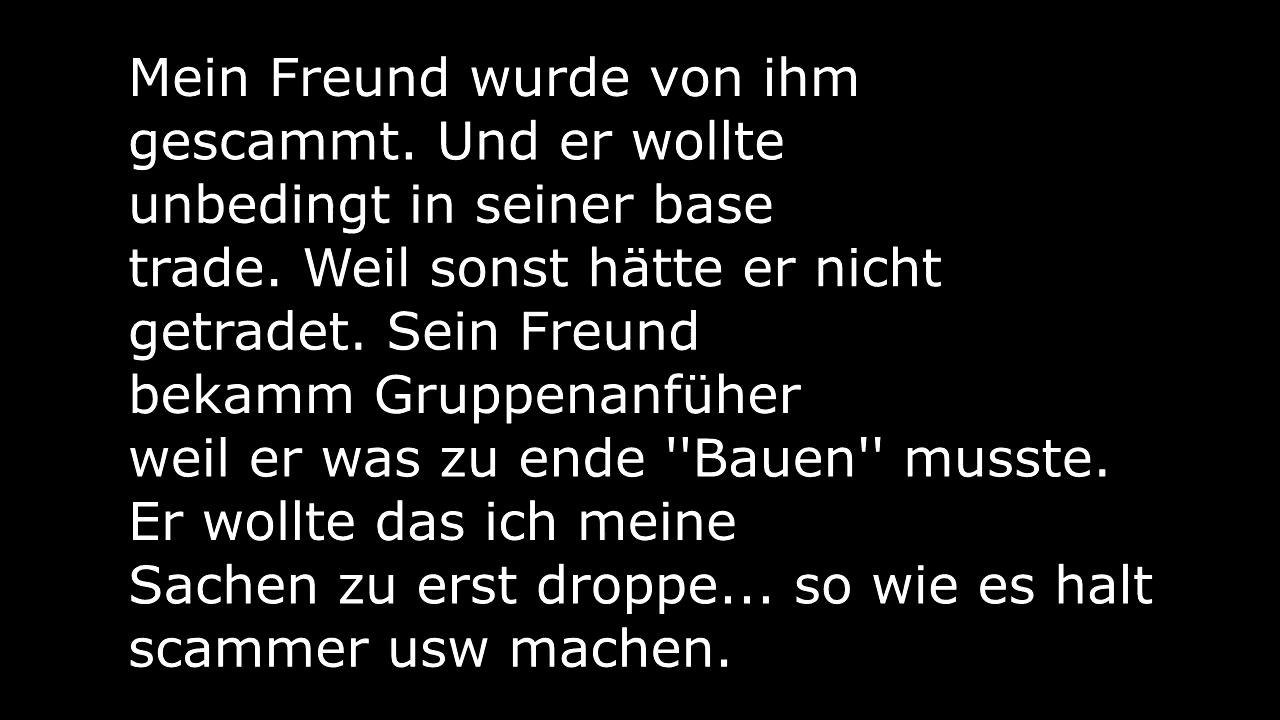 Mein Freund wurde von ihm
gescammt. Und er wollte
unbedingt in seiner base
trade. Weil sonst hätte er nicht
getradet. Sein Freund
bekamm Gruppenanfüher
weil er was zu ende ''Bauen'' musste.
Er wollte das ich meine
Sachen zu erst droppe... so wie es halt
scammer usw machen.